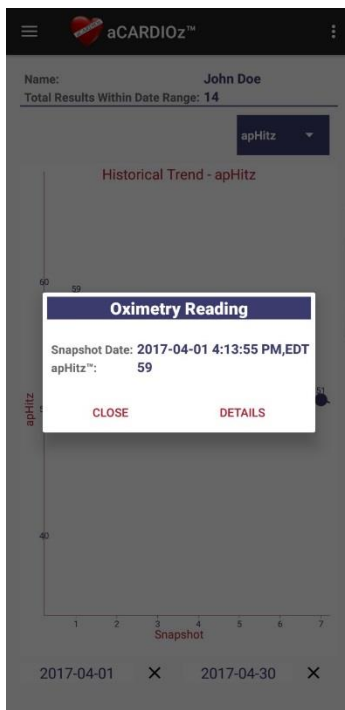 aCARDIOz™
Name: John Doe
Total Results Within Date Range: 14
apHitz
Historical Trend - apHitz
60
59
Oximetry Reading
Snapshot Date: 2017-04-01 4:13:55 PM,EDT
apHitz™: 59
CLOSE DETAILS
51
apHitz
40
1 2 3 4 5 6 7
Snapshot
2017-04-01 X 2017-04-30 X